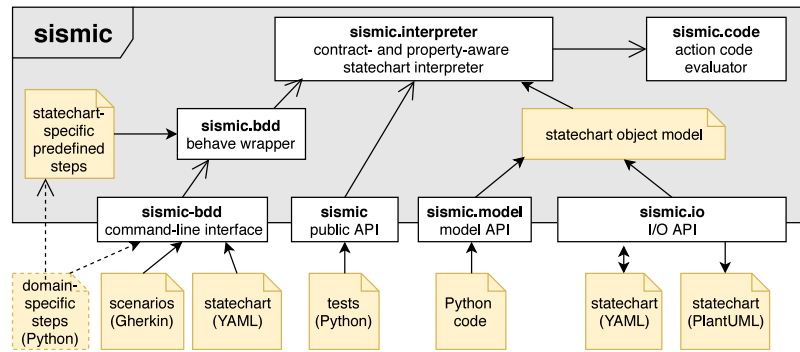 sismic
sismic.interpreter
contract- and property-aware
statechart interpreter
sismic.code
action code
evaluator
statechart-
specific
predefined
steps
sismic.bdd
behave wrapper
statechart object model
sismic-bdd
command-line interface
sismic
public API
sismic.model
model API
sismic.io
I/O API
domain-
specific
steps
(Python)
scenarios
(Gherkin)
statechart
(YAML)
tests
(Python)
Python
code
statechart
(YAML)
statechart
(PlantUML)